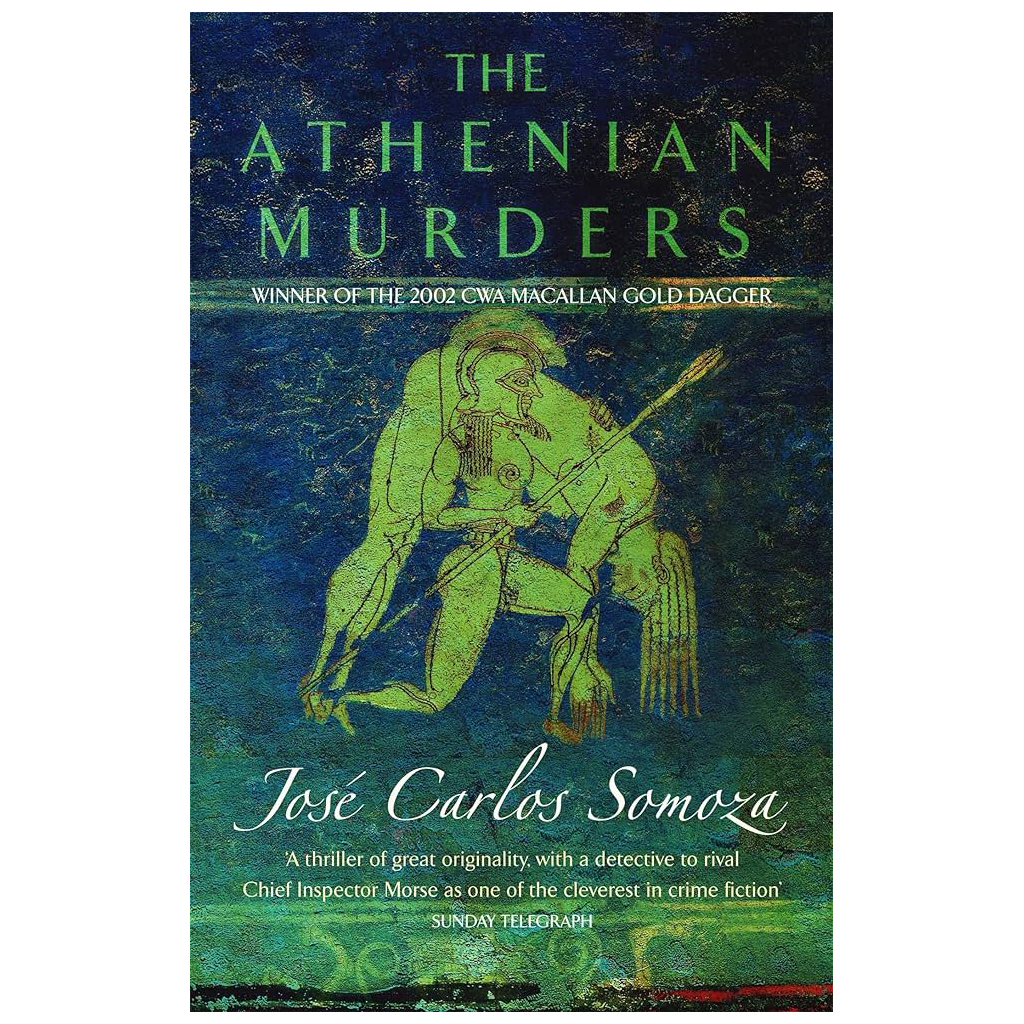 THE
ATHENIAN
MURDERS
WINNER OF THE 2002 CWA MACALLAN GOLD DAGGER
José Carlos Somoza
'A thriller of great originality, with a detective to rival
Chief Inspector Morse as one of the cleverest in crime fiction'
SUNDAY TELEGRAPH